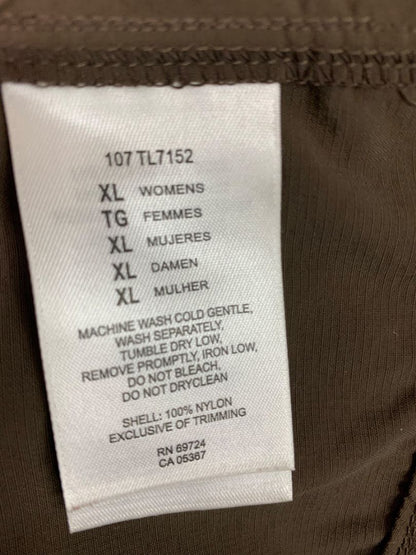 107 TL7152
XL WOMENS
TG FEMMES
XL MUJERES
XL DAMEN
XL MULHER
MACHINE WASH COLD GENTLE,
WASH SEPARATELY,
TUMBLE DRY LOW,
REMOVE PROMPTLY, IRON LOW,
DO NOT BLEACH,
DO NOT DRYCLEAN
SHELL: 100% NYLON
EXCLUSIVE OF TRIMMING
RN 69724
CA 05367